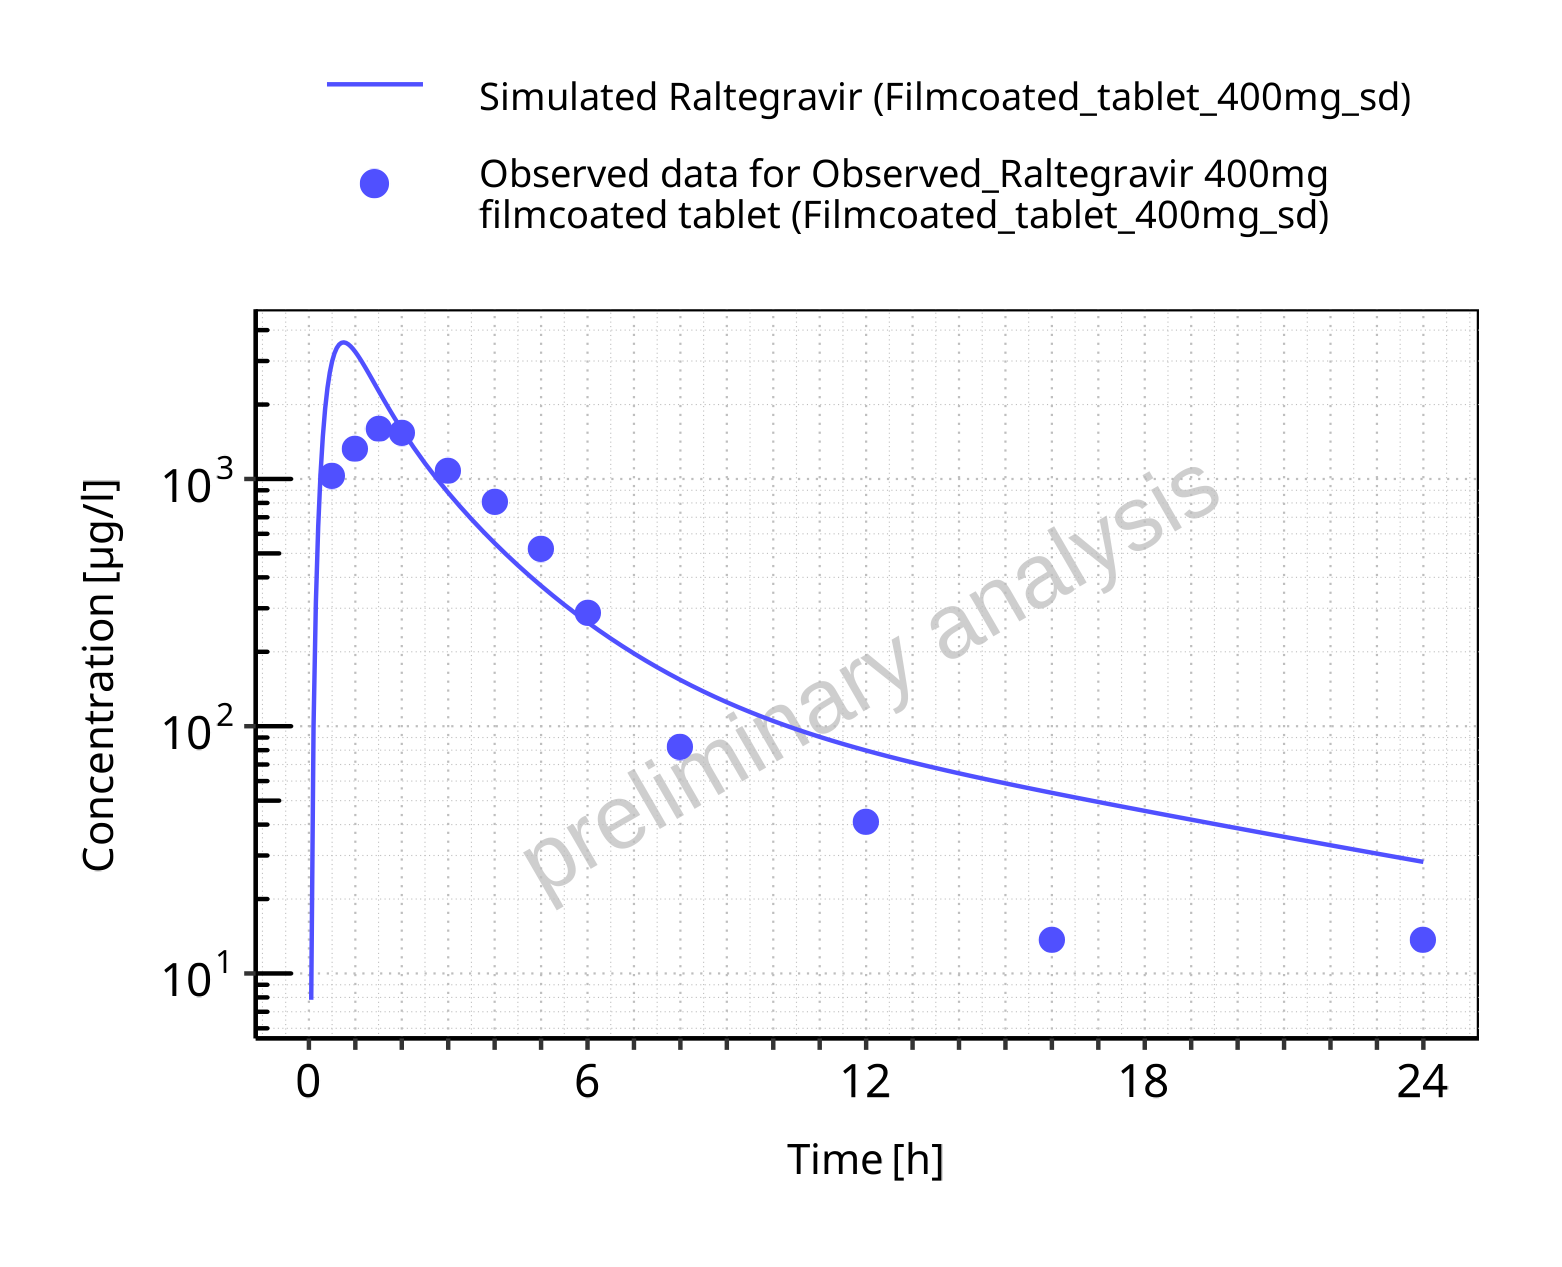 Simulated Raltegravir (Filmcoated_tablet_400mg_sd)
Observed data for Observed_Raltegravir 400mg
filmcoated tablet (Filmcoated_tablet_400mg_sd)
Concentration [µg/l]
10³
10²
10¹
preliminary analysis
0 6 12 18 24
Time [h]